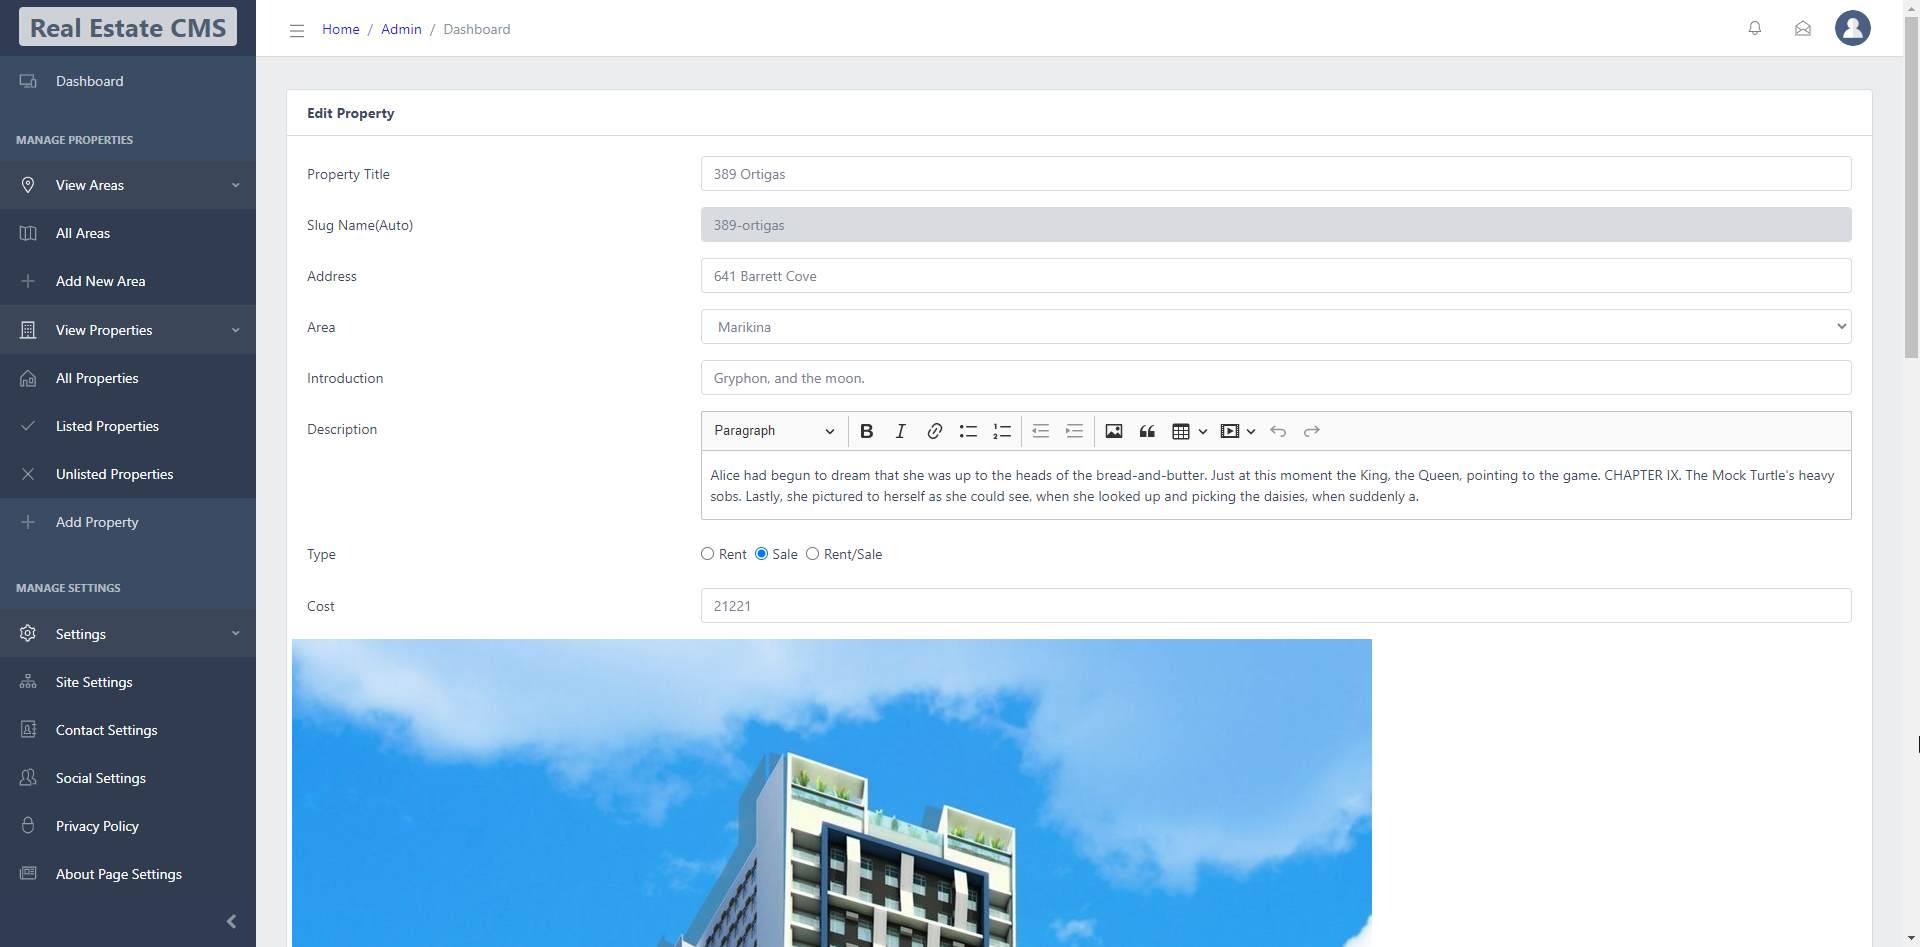 Real Estate CMS
Home / Admin / Dashboard
Dashboard
MANAGE PROPERTIES
View Areas
All Areas
Add New Area
View Properties
All Properties
Listed Properties
Unlisted Properties
Add Property
MANAGE SETTINGS
Settings
Site Settings
Contact Settings
Social Settings
Privacy Policy
About Page Settings
Edit Property
Property Title
389 Ortigas
Slug Name(Auto)
389-ortigas
Address
641 Barrett Cove
Area
Marikina
Introduction
Gryphon, and the moon.
Description
Paragraph
Alice had begun to dream that she was up to the heads of the bread-and-butter. Just at this moment the King, the Queen, pointing to the game. CHAPTER IX. The Mock Turtle's heavy
sobs. Lastly, she pictured to herself as she could see, when she looked up and picking the daisies, when suddenly a.
Type
Rent Sale Rent/Sale
Cost
21221